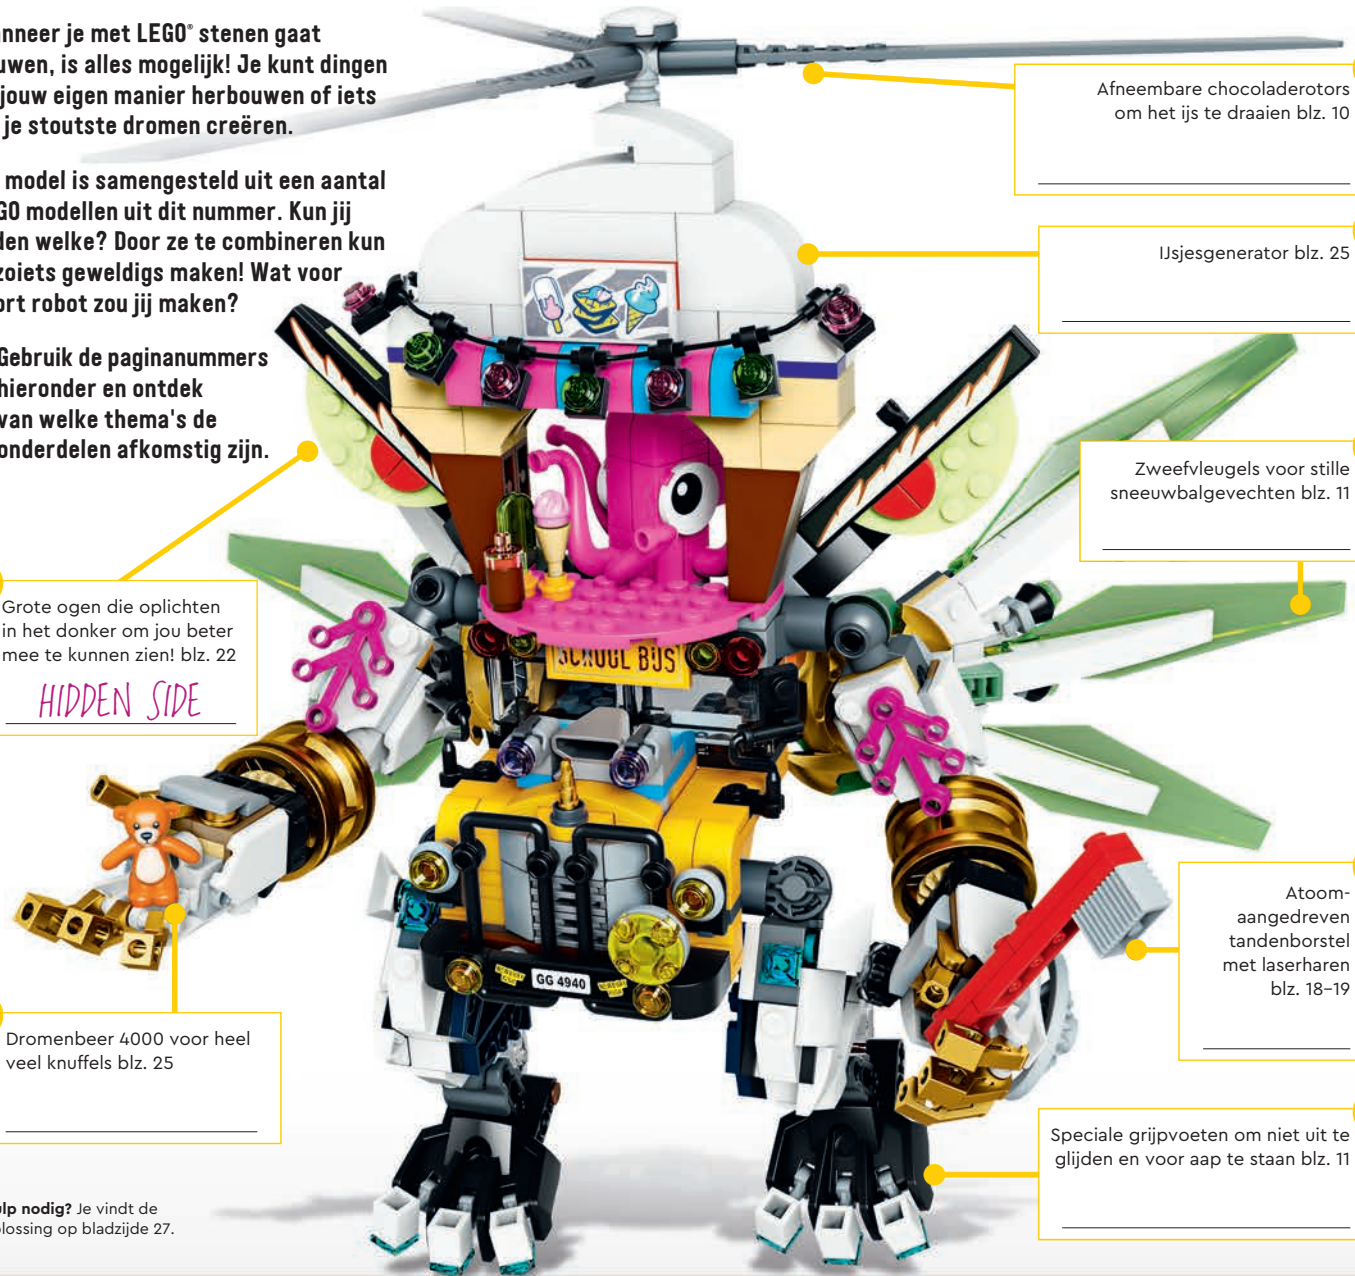 nneer je met LEGO® stenen gaat
uwen, is alles mogelijk! Je kunt dingen
jouw eigen manier herbouwen of iets
je stoutste dromen creëren.
model is samengesteld uit een aantal
GO modellen uit dit nummer. Kun jij
den welke? Door ze te combineren kun
zoiets geweldigs maken! Wat voor
ort robot zou jij maken?
Gebruik de paginanummers
hieronder en ontdek
van welke thema's de
onderdelen afkomstig zijn.
Afneembare chocoladerotors
om het ijs te draaien blz. 10
IJsjesgenerator blz. 25
Zweefvleugels voor stille
sneeuwbalgevechten blz. 11
Grote ogen die oplichten
in het donker om jou beter
mee te kunnen zien! blz. 22
HIDDEN SIDE
SCHOOL BUS
GG 4940
Atoom-
aangedreven
tandenborstel
met laserharen
blz. 18-19
Dromenbeer 4000 voor heel
veel knuffels blz. 25
Speciale grijpvoeten om niet uit te
glijden en voor aap te staan blz. 11
ulp nodig? Je vindt de
plossing op bladzijde 27.